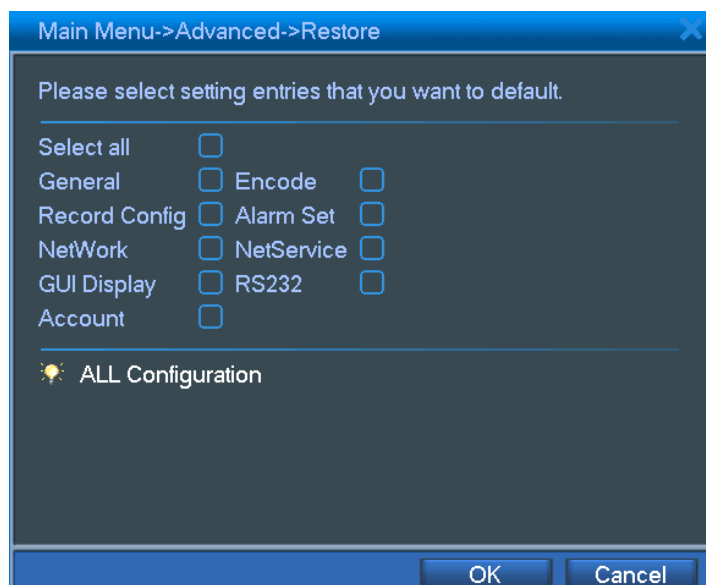 Main Menu->Advanced->Restore
Please select setting entries that you want to default.
Select all
General Encode
Record Config Alarm Set
NetWork NetService
GUI Display RS232
Account
ALL Configuration
OK Cancel